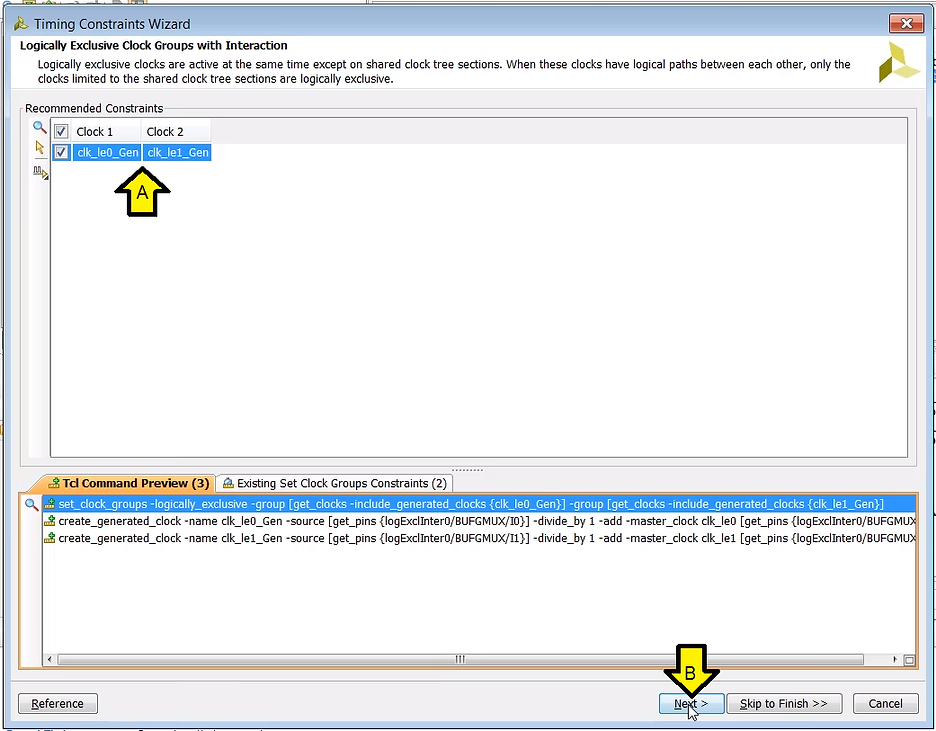 Timing Constraints Wizard
Logically Exclusive Clock Groups with Interaction
Logically exclusive clocks are active at the same time except on shared clock tree sections. When these clocks have logical paths between each other, only the
clocks limited to the shared clock tree sections are logically exclusive.
Recommended Constraints
Clock 1 Clock 2
clk_le0_Gen clk_le1_Gen
A
Tcl Command Preview (3) Existing Set Clock Groups Constraints (2)
set_clock_groups -logically_exclusive -group [get_clocks -include_generated_clocks {clk_le0_Gen}] -group [get_clocks -include_generated_clocks {clk_le1_Gen}]
create_generated_clock -name clk_le0_Gen -source [get_pins {logExclInter0/BUFGMUX/I0}] -divide_by 1 -add -master_clock clk_le0 [get_pins {logExclInter0/BUFGMUX
create_generated_clock -name clk_le1_Gen -source [get_pins {logExclInter0/BUFGMUX/I1}] -divide_by 1 -add -master_clock clk_le1 [get_pins {logExclInter0/BUFGMUX
B
Reference Next > Skip to Finish >> Cancel